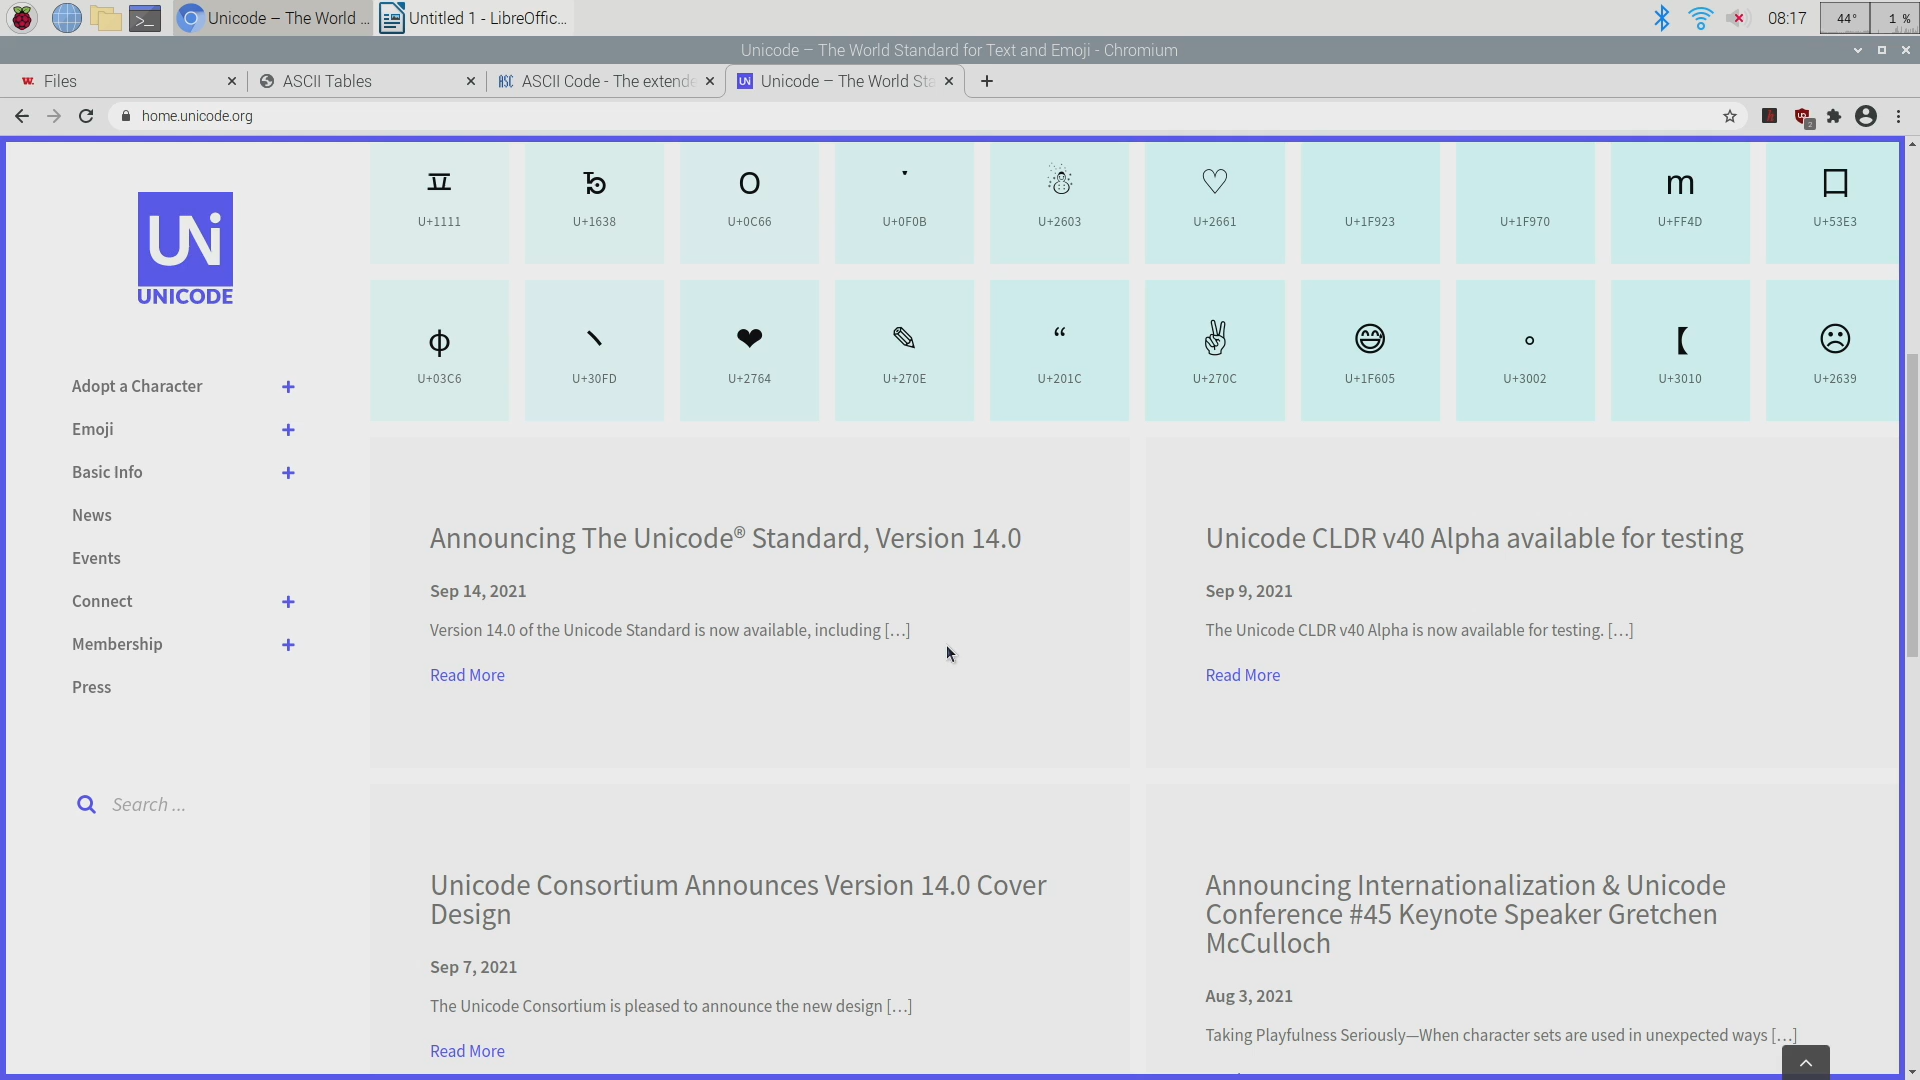 Unicode – The World ...
Untitled 1 - LibreOffic...
08:17
44°
1 %
Unicode – The World Standard for Text and Emoji - Chromium
Files
ASCII Tables
ASCII Code - The extende
Unicode – The World Sta
home.unicode.org
2
ᄑ
ᘸ
౦
་
☃
♡
m
口
U+1111
U+1638
U+0C66
U+0F0B
U+2603
U+2661
U+1F923
U+1F970
U+FF4D
U+53E3
UNi
UNICODE
φ
ヽ
❤
✎
“
✌
😅
。
【
☹
U+03C6
U+30FD
U+2764
U+270E
U+201C
U+270C
U+1F605
U+3002
U+3010
U+2639
Adopt a Character +
Emoji +
Basic Info +
News
Events
Connect +
Membership +
Press
Search ...
Announcing The Unicode® Standard, Version 14.0
Sep 14, 2021
Version 14.0 of the Unicode Standard is now available, including [...]
Read More
Unicode CLDR v40 Alpha available for testing
Sep 9, 2021
The Unicode CLDR v40 Alpha is now available for testing. [...]
Read More
Unicode Consortium Announces Version 14.0 Cover
Design
Sep 7, 2021
The Unicode Consortium is pleased to announce the new design [...]
Read More
Announcing Internationalization & Unicode
Conference #45 Keynote Speaker Gretchen
McCulloch
Aug 3, 2021
Taking Playfulness Seriously—When character sets are used in unexpected ways [...]